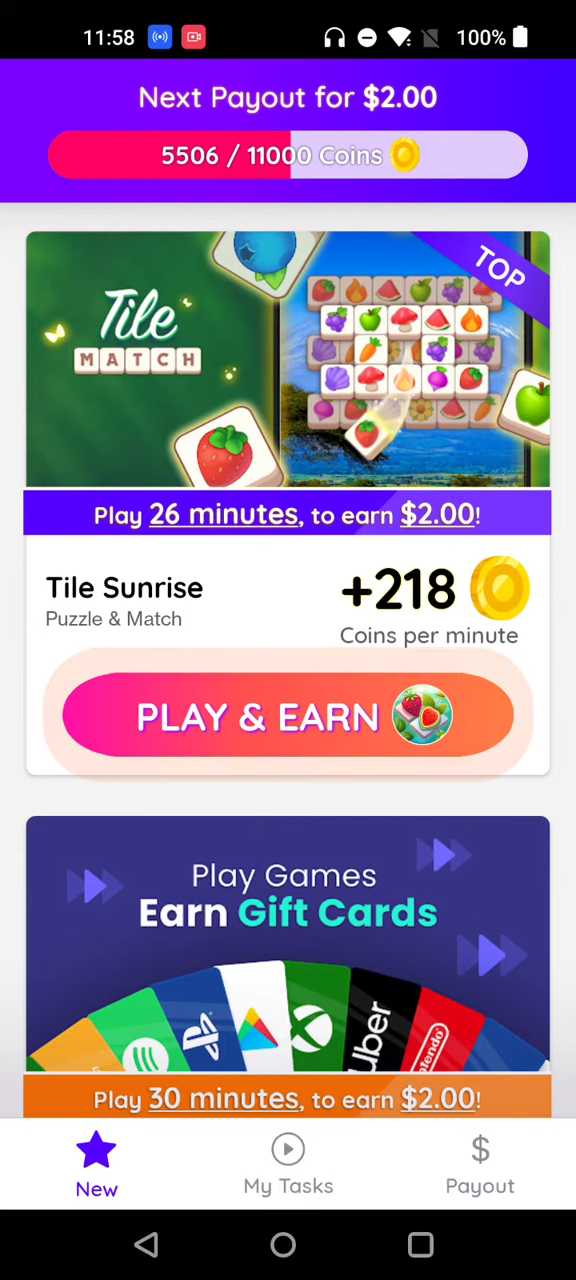 11:58
100%
Next Payout for $2.00
5506 / 11000 Coins
TOP
Tile
MATCH
Play 26 minutes, to earn $2.00!
Tile Sunrise
+218
Puzzle & Match
Coins per minute
PLAY & EARN
Play Games
Earn Gift Cards
Uber
Nintendo
Play 30 minutes, to earn $2.00!
New
My Tasks
Payout